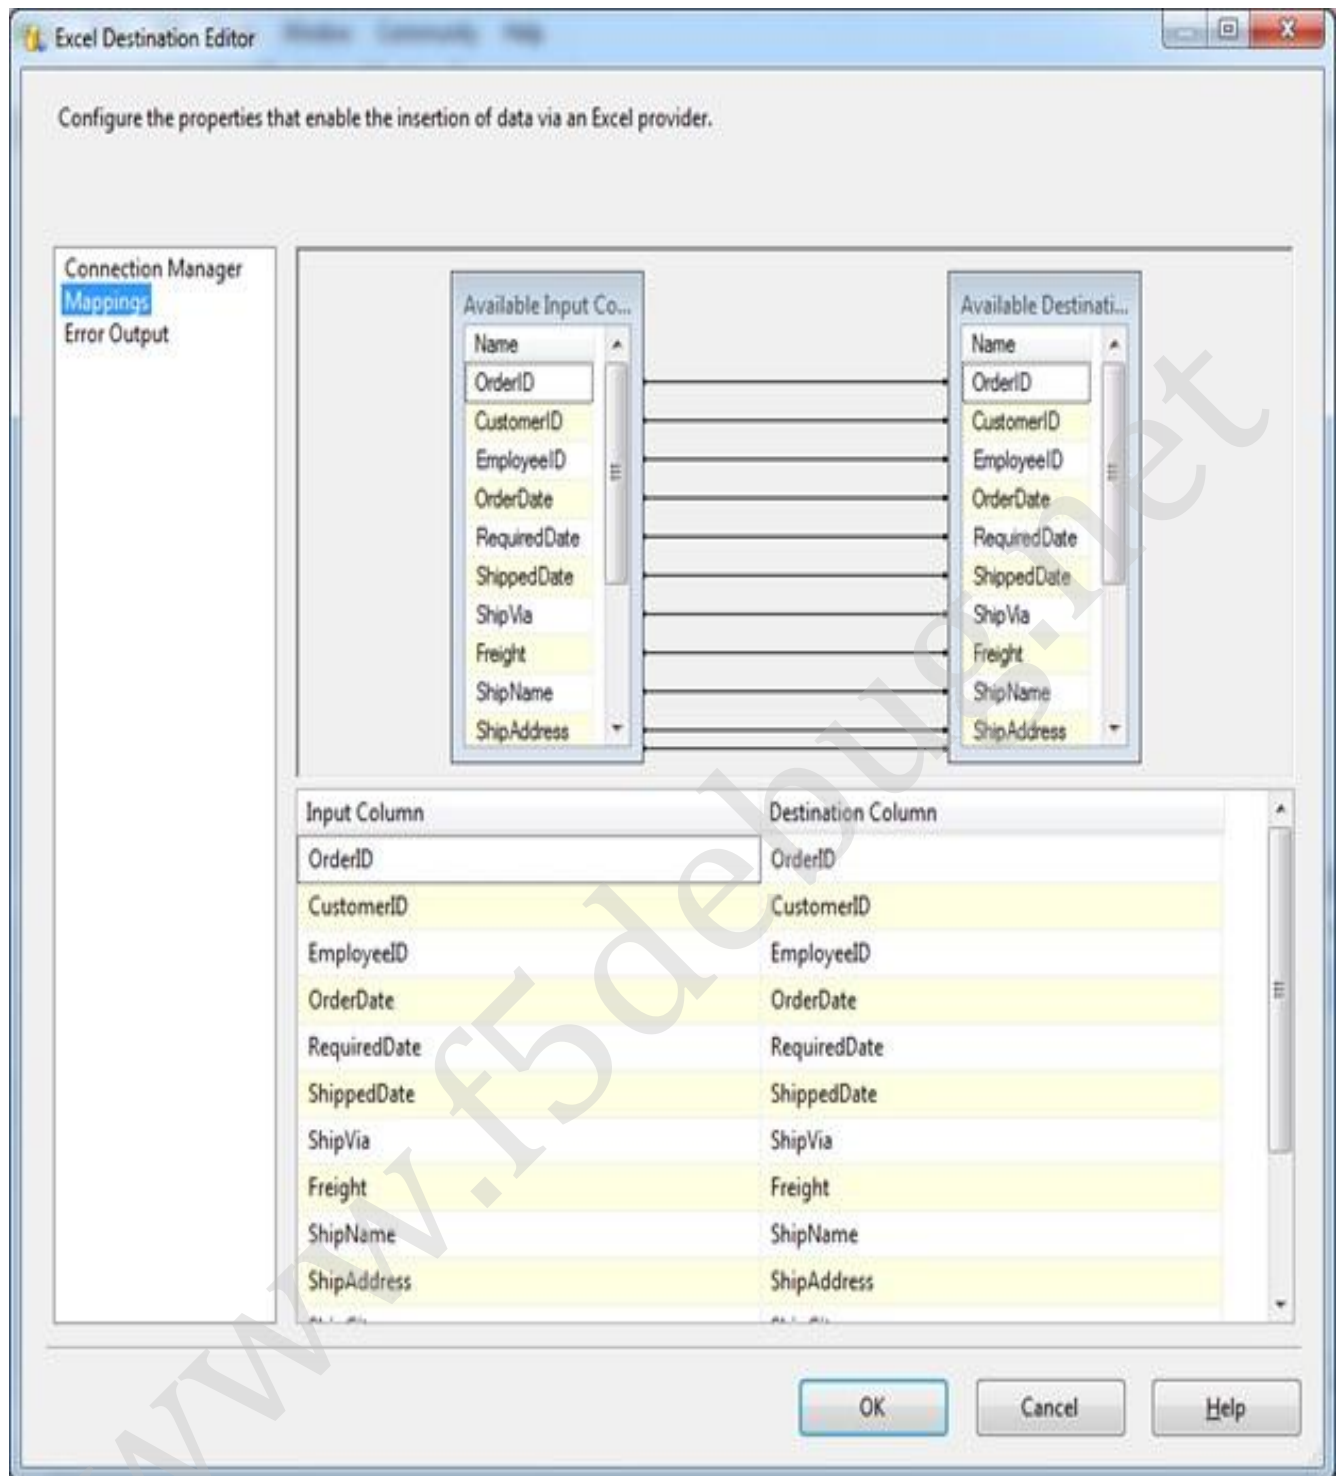 Excel Destination Editor
Configure the properties that enable the insertion of data via an Excel provider.
Connection Manager
Mappings
Error Output
Available Input Co...
Name
OrderID
CustomerID
EmployeeID
OrderDate
RequiredDate
ShippedDate
ShipVia
Freight
ShipName
ShipAddress
Available Destinati...
Name
OrderID
CustomerID
EmployeeID
OrderDate
RequiredDate
ShippedDate
ShipVia
Freight
ShipName
ShipAddress
Input Column Destination Column
OrderID OrderID
CustomerID CustomerID
EmployeeID EmployeeID
OrderDate OrderDate
RequiredDate RequiredDate
ShippedDate ShippedDate
ShipVia ShipVia
Freight Freight
ShipName ShipName
ShipAddress ShipAddress
OK Cancel Help
www.f5debug.net